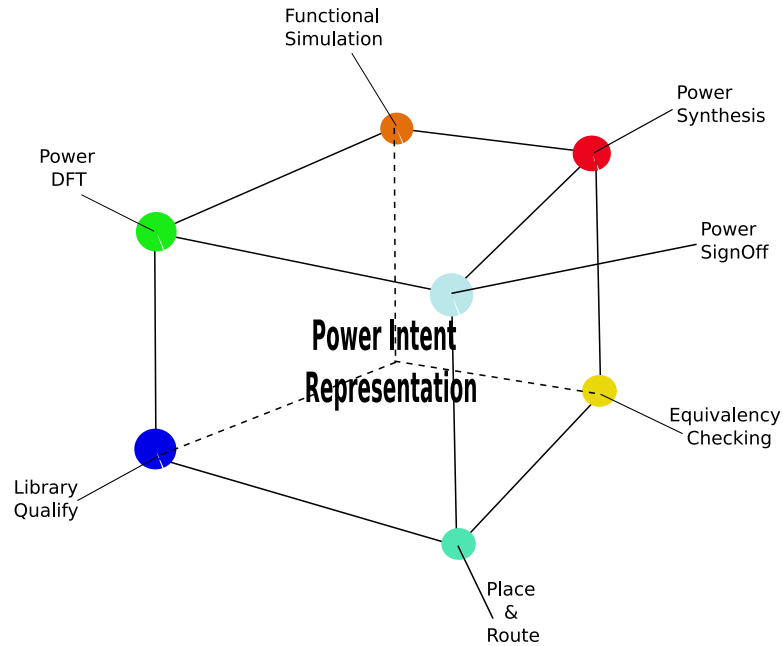 Functional
Simulation
Power
Synthesis
Power
DFT
Power
SignOff
Power Intent
Representation
Equivalency
Checking
Library
Qualify
Place
&
Route